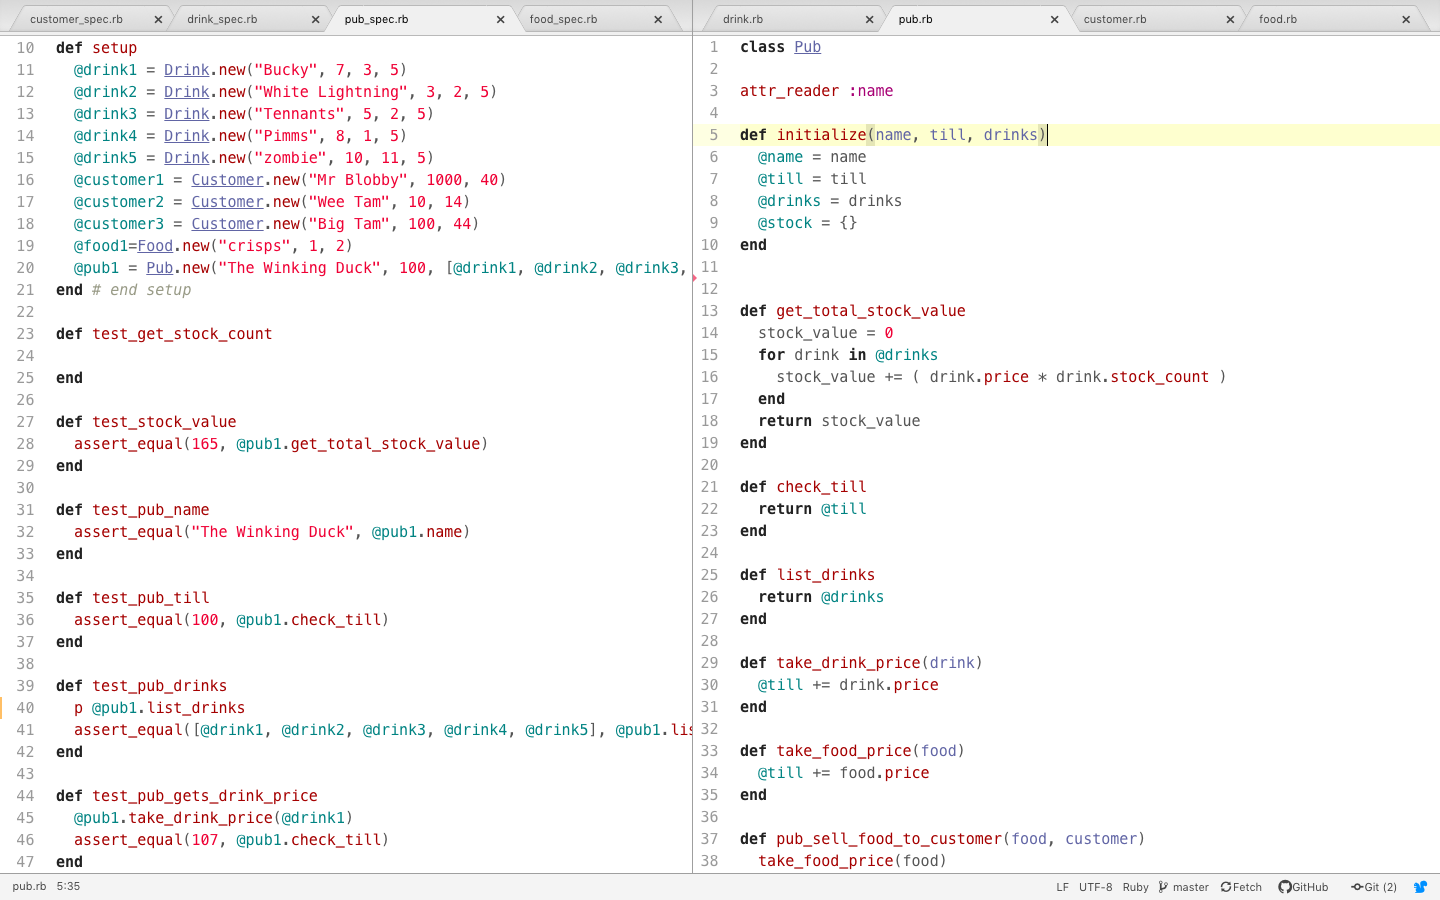 customer_spec.rb drink_spec.rb pub_spec.rb food_spec.rb
10 def setup
11 @drink1 = Drink.new("Bucky", 7, 3, 5)
12 @drink2 = Drink.new("White Lightning", 3, 2, 5)
13 @drink3 = Drink.new("Tennants", 5, 2, 5)
14 @drink4 = Drink.new("Pimms", 8, 1, 5)
15 @drink5 = Drink.new("zombie", 10, 11, 5)
16 @customer1 = Customer.new("Mr Blobby", 1000, 40)
17 @customer2 = Customer.new("Wee Tam", 10, 14)
18 @customer3 = Customer.new("Big Tam", 100, 44)
19 @food1=Food.new("crisps", 1, 2)
20 @pub1 = Pub.new("The Winking Duck", 100, [@drink1, @drink2, @drink3,
21 end # end setup
22
23 def test_get_stock_count
24
25 end
26
27 def test_stock_value
28 assert_equal(165, @pub1.get_total_stock_value)
29 end
30
31 def test_pub_name
32 assert_equal("The Winking Duck", @pub1.name)
33 end
34
35 def test_pub_till
36 assert_equal(100, @pub1.check_till)
37 end
38
39 def test_pub_drinks
40 p @pub1.list_drinks
41 assert_equal([@drink1, @drink2, @drink3, @drink4, @drink5], @pub1.lis
42 end
43
44 def test_pub_gets_drink_price
45 @pub1.take_drink_price(@drink1)
46 assert_equal(107, @pub1.check_till)
47 end
drink.rb pub.rb customer.rb food.rb
1 class Pub
2
3 attr_reader :name
4
5 def initialize(name, till, drinks)
6 @name = name
7 @till = till
8 @drinks = drinks
9 @stock = {}
10 end
11
12
13 def get_total_stock_value
14 stock_value = 0
15 for drink in @drinks
16 stock_value += ( drink.price * drink.stock_count )
17 end
18 return stock_value
19 end
20
21 def check_till
22 return @till
23 end
24
25 def list_drinks
26 return @drinks
27 end
28
29 def take_drink_price(drink)
30 @till += drink.price
31 end
32
33 def take_food_price(food)
34 @till += food.price
35 end
36
37 def pub_sell_food_to_customer(food, customer)
38 take_food_price(food)
pub.rb 5:35 LF UTF-8 Ruby master Fetch GitHub Git (2)